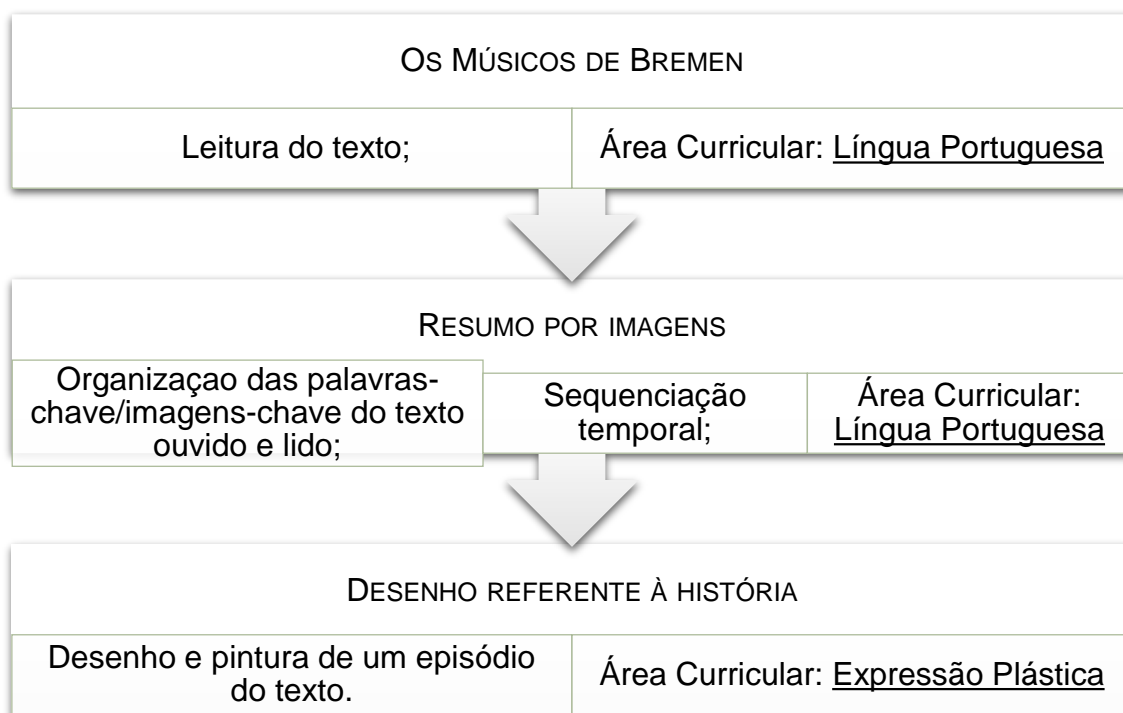 Os Músicos de Bremen
Leitura do texto;
Área Curricular: Língua Portuguesa
Resumo por imagens
Organizaçao das palavras-
chave/imagens-chave do texto
ouvido e lido;
Sequenciação
temporal;
Área Curricular:
Língua Portuguesa
Desenho referente à história
Desenho e pintura de um episódio
do texto.
Área Curricular: Expressão Plástica